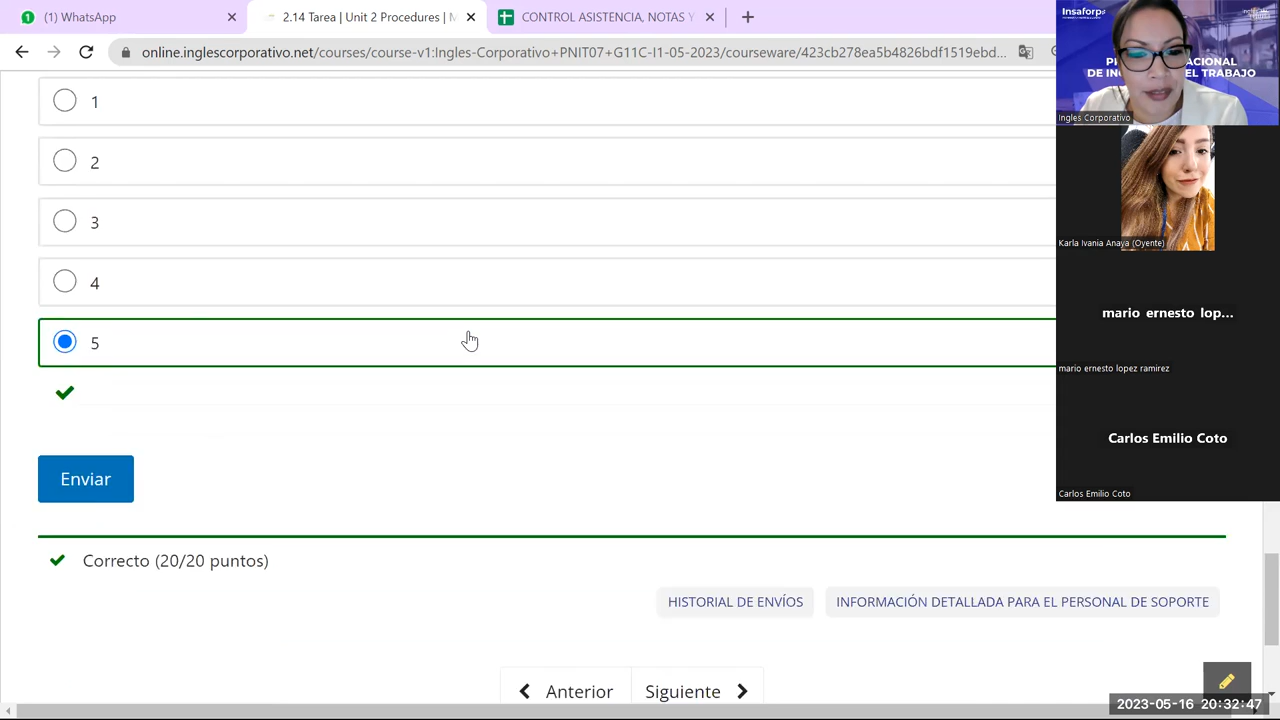 (1) WhatsApp
2.14 Tarea | Unit 2 Procedures | M
online.inglescorporativo.net/courses/course-v1:Ingles-Corporativo+PNIT07+G11C-I1-05-2023/courseware/423cb278ea5b4826bdf1519ebd...
1
2
3
4
5
Enviar
Correcto (20/20 puntos)
HISTORIAL DE ENVÍOS
INFORMACIÓN DETALLADA PARA EL PERSONAL DE SOPORTE
Anterior
Siguiente
Insaforp
DE
EL TRABAJO
Ingles Corporativo
Karla Ivania Anaya (Oyente)
mario ernesto lop...
mario ernesto lopez ramirez
Carlos Emilio Coto
Carlos Emilio Coto
2023-05-16 20:32:47